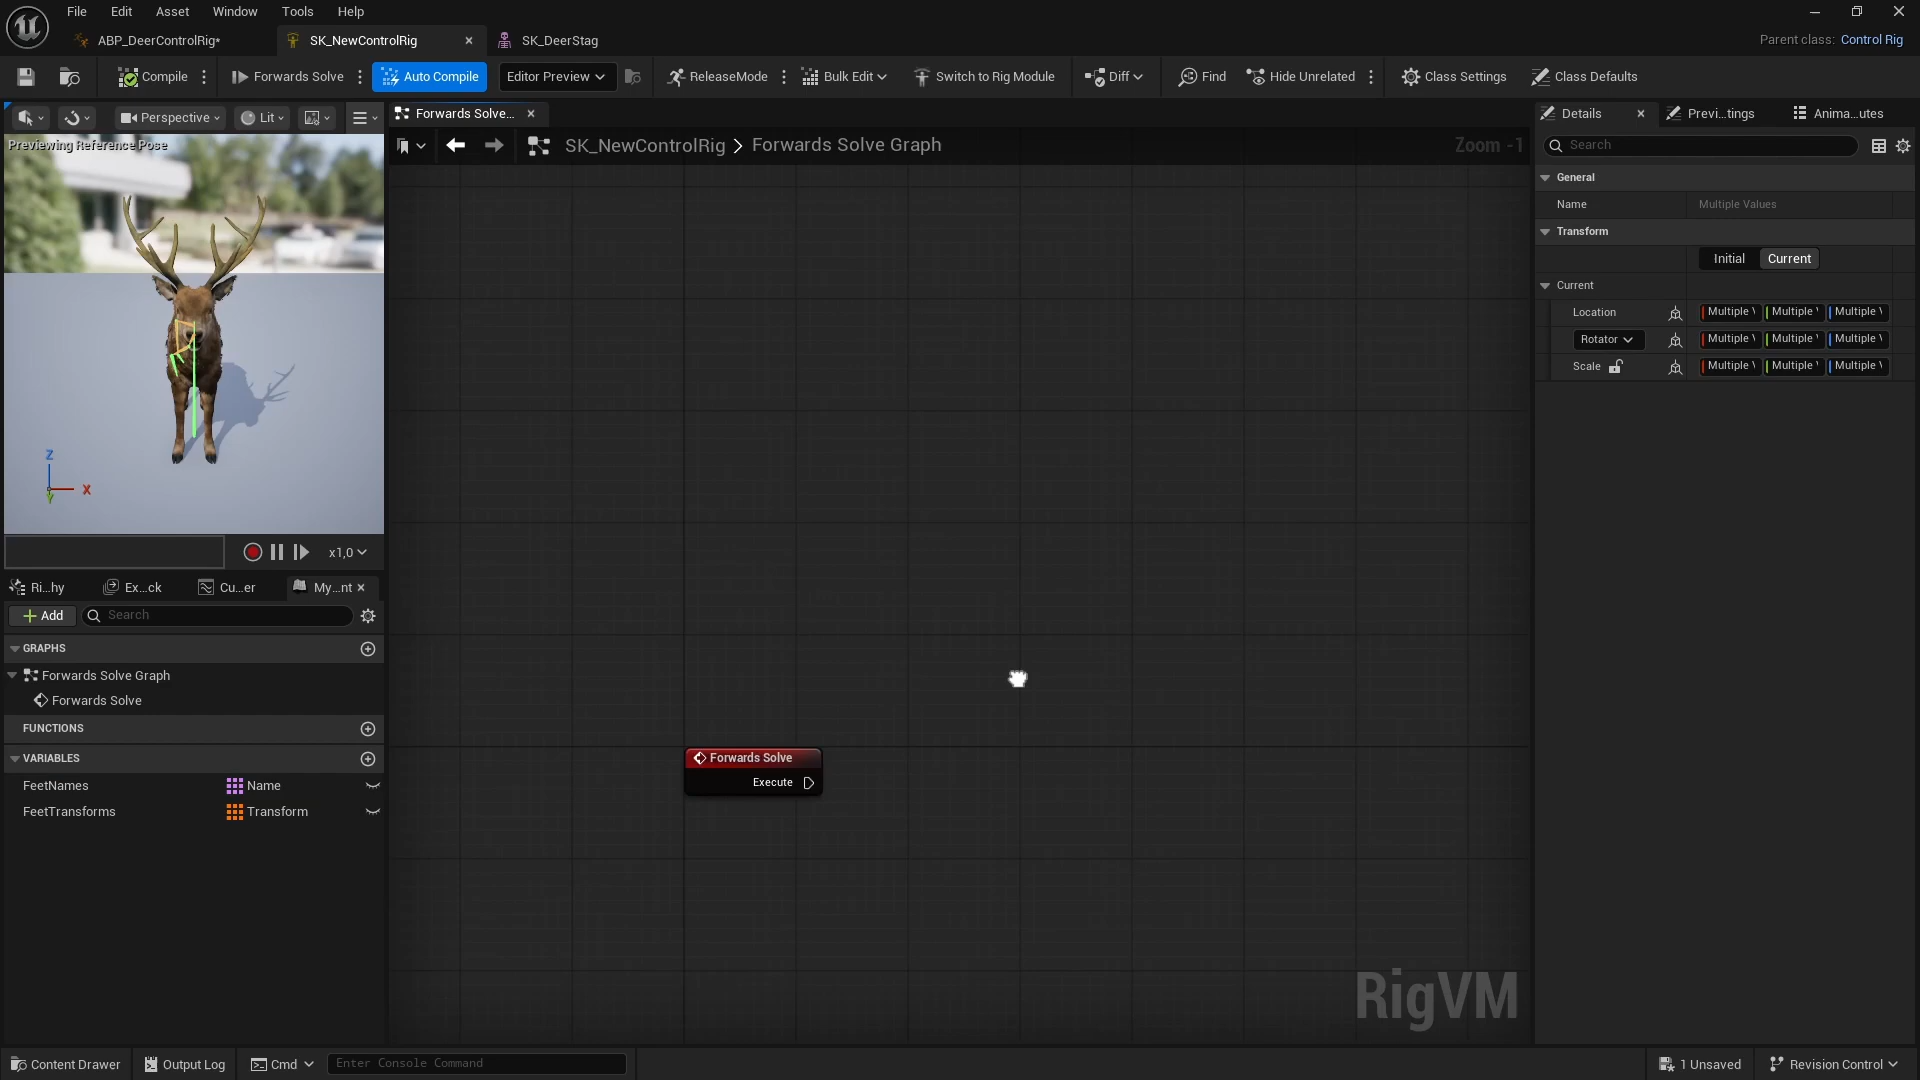 File Edit Asset Window Tools Help
ABP_DeerControlRig*
SK_NewControlRig
SK_DeerStag
Parent class: Control Rig
Compile
Forwards Solve
Auto Compile
Editor Preview
ReleaseMode
Bulk Edit
Switch to Rig Module
Diff
Find
Hide Unrelated
Class Settings
Class Defaults
Perspective
Lit
Previewing Reference Pose
Z
X
Y
x1,0
Forwards Solve...
SK_NewControlRig > Forwards Solve Graph
Zoom -1
Forwards Solve
Execute
RigVM
Ri...hy
Ex...ck
Cu...er
My...nt
Add
Search
GRAPHS
Forwards Solve Graph
Forwards Solve
FUNCTIONS
VARIABLES
FeetNames Name
FeetTransforms Transform
Details
Previ...tings
Anima...utes
Search
General
Name Multiple Values
Transform
Initial Current
Current
Location Multiple V Multiple V Multiple V
Rotator Multiple V Multiple V Multiple V
Scale Multiple V Multiple V Multiple V
Content Drawer
Output Log
Cmd
Enter Console Command
1 Unsaved
Revision Control